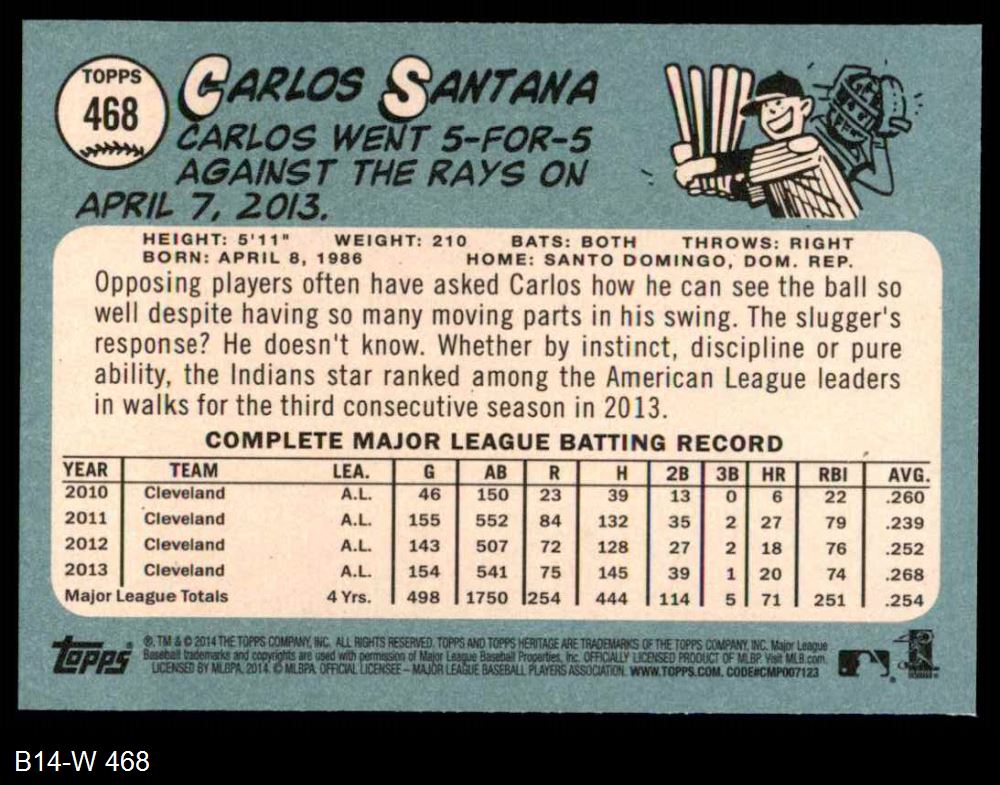 TOPPS
468
CARLOS SANTANA
CARLOS WENT 5-FOR-5
AGAINST THE RAYS ON
APRIL 7, 2013.
HEIGHT: 5'11" WEIGHT: 210 BATS: BOTH THROWS: RIGHT
BORN: APRIL 8, 1986 HOME: SANTO DOMINGO, DOM. REP.
Opposing players often have asked Carlos how he can see the ball so
well despite having so many moving parts in his swing. The slugger's
response? He doesn't know. Whether by instinct, discipline or pure
ability, the Indians star ranked among the American League leaders
in walks for the third consecutive season in 2013.
COMPLETE MAJOR LEAGUE BATTING RECORD
YEAR TEAM LEA. G AB R H 2B 3B HR RBI AVG.
2010 Cleveland A.L. 46 150 23 39 13 0 6 22 .260
2011 Cleveland A.L. 155 552 84 132 35 2 27 79 .239
2012 Cleveland A.L. 143 507 72 128 27 2 18 76 .252
2013 Cleveland A.L. 154 541 75 145 39 1 20 74 .268
Major League Totals 4 Yrs. 498 1750 254 444 114 5 71 251 .254
topps
®, TM & © 2014 THE TOPPS COMPANY, INC. ALL RIGHTS RESERVED. TOPPS AND TOPPS HERITAGE ARE TRADEMARKS OF THE TOPPS COMPANY, INC. Major League
Baseball trademarks and copyrights are used with permission of Major League Baseball Properties, Inc. OFFICIALLY LICENSED PRODUCT OF MLBP. Visit MLB.com.
LICENSED BY MLBPA, 2014. © MLBPA. OFFICIAL LICENSEE – MAJOR LEAGUE BASEBALL PLAYERS ASSOCIATION. WWW.TOPPS.COM. CODE#CMP007123
B14-W 468